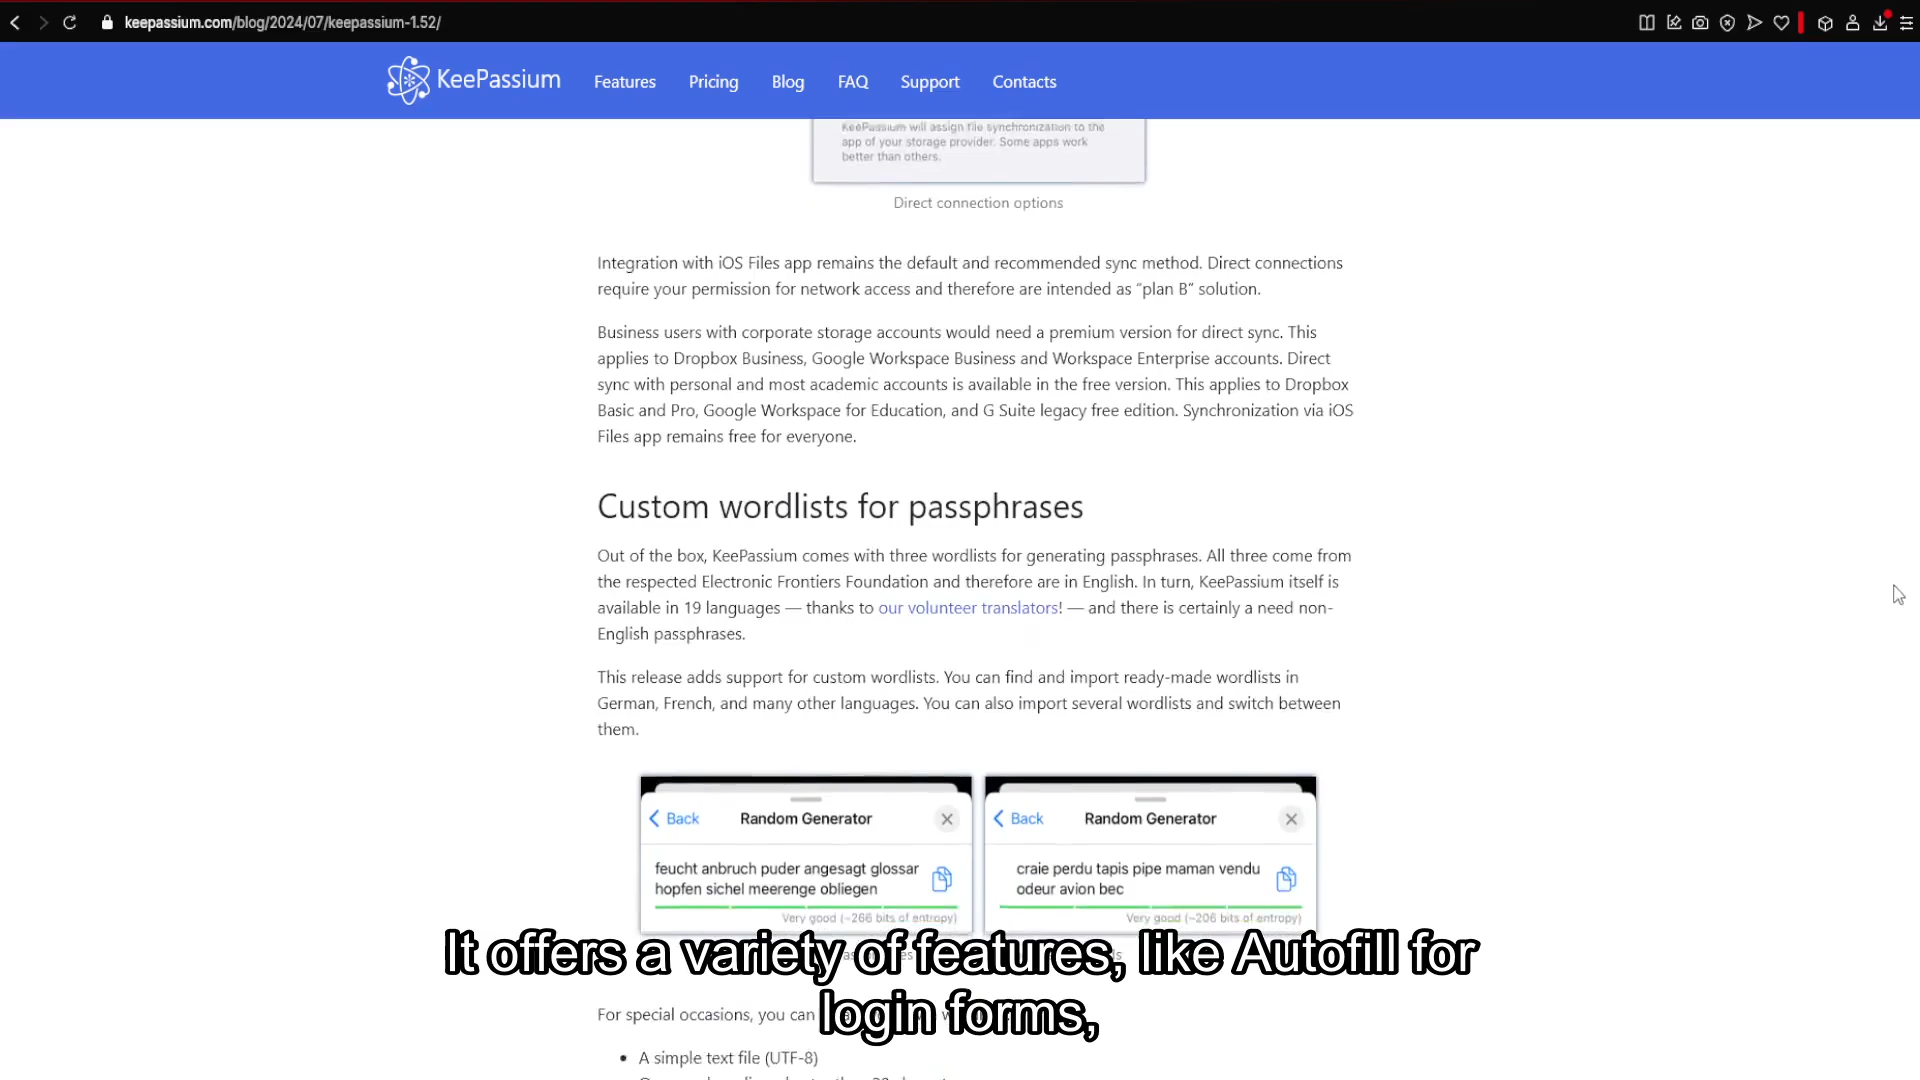 keepassium.com/blog/2024/07/keepassium-1.52/
KeePassium Features Pricing Blog FAQ Support Contacts
KeePassium will assign file synchronization to the
app of your storage provider. Some apps work
better than others.
Direct connection options
Integration with iOS Files app remains the default and recommended sync method. Direct connections
require your permission for network access and therefore are intended as “plan B” solution.
Business users with corporate storage accounts would need a premium version for direct sync. This
applies to Dropbox Business, Google Workspace Business and Workspace Enterprise accounts. Direct
sync with personal and most academic accounts is available in the free version. This applies to Dropbox
Basic and Pro, Google Workspace for Education, and G Suite legacy free edition. Synchronization via iOS
Files app remains free for everyone.
Custom wordlists for passphrases
Out of the box, KeePassium comes with three wordlists for generating passphrases. All three come from
the respected Electronic Frontiers Foundation and therefore are in English. In turn, KeePassium itself is
available in 19 languages — thanks to our volunteer translators! — and there is certainly a need non-
English passphrases.
This release adds support for custom wordlists. You can find and import ready-made wordlists in
German, French, and many other languages. You can also import several wordlists and switch between
them.
Back Random Generator
feucht anbruch puder angesagt glossar
hopfen sichel meerenge obliegen
Very good (~266 bits of entropy)
Back Random Generator
craie perdu tapis pipe maman vendu
odeur avion bec
Very good (~206 bits of entropy)
It offers a variety of features, like Autofill for
login forms,
For special occasions, you can
A simple text file (UTF-8)